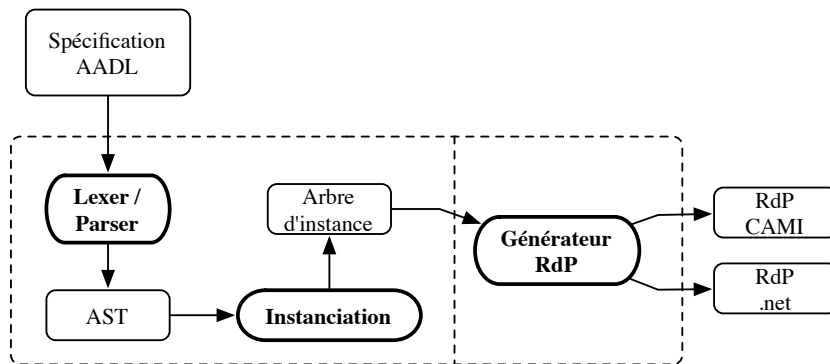 Spécification
AADL
Lexer /
Parser
AST
Instanciation
Arbre
d'instance
Générateur
RdP
RdP
CAMI
RdP
.net